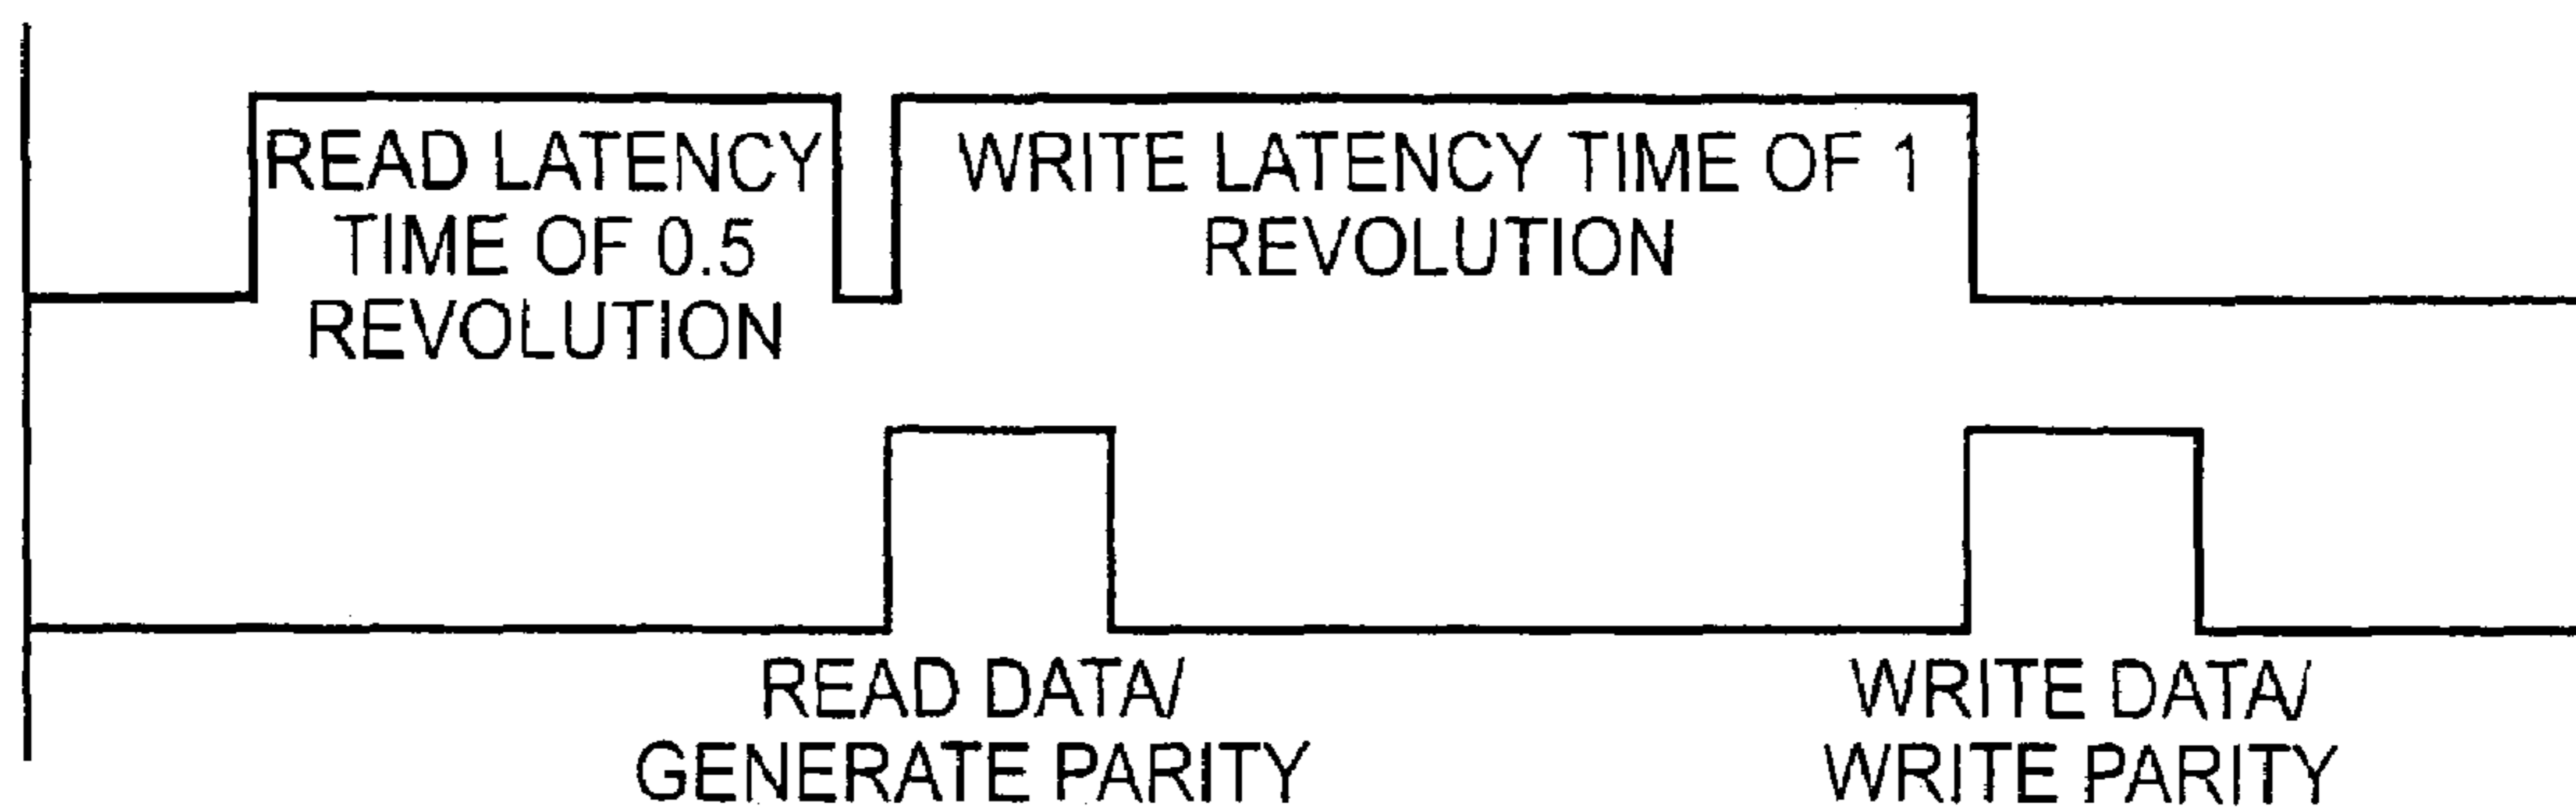 READ LATENCY
TIME OF 0.5
REVOLUTION
WRITE LATENCY TIME OF 1
REVOLUTION
READ DATA/
GENERATE PARITY
WRITE DATA/
WRITE PARITY